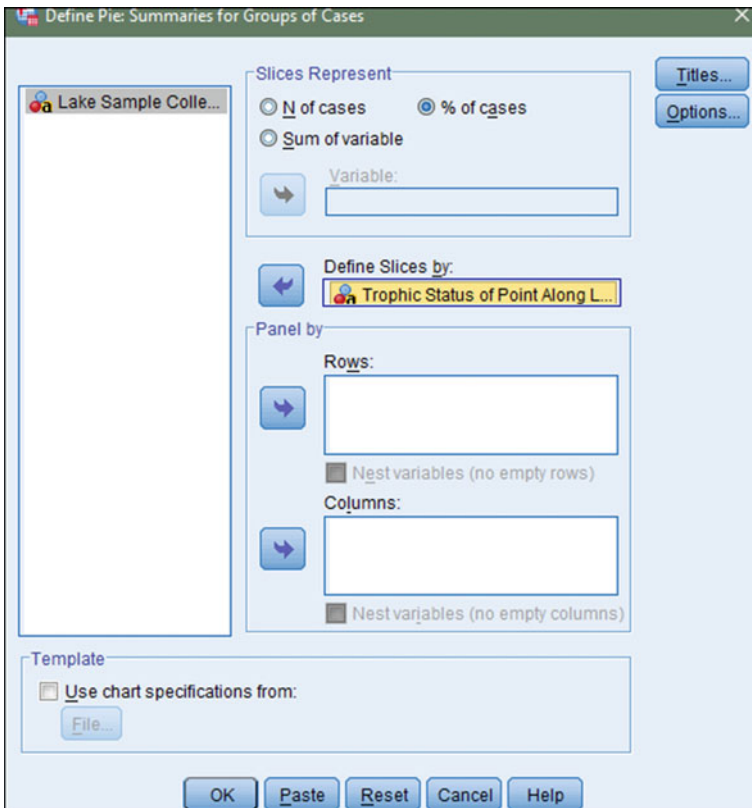 Define Pie: Summaries for Groups of Cases
Lake Sample Colle...
Slices Represent
N of cases % of cases
Sum of variable
Variable:
Titles...
Options...
Define Slices by:
Trophic Status of Point Along L...
Panel by
Rows:
Nest variables (no empty rows)
Columns:
Nest variables (no empty columns)
Template
Use chart specifications from:
File...
OK Paste Reset Cancel Help